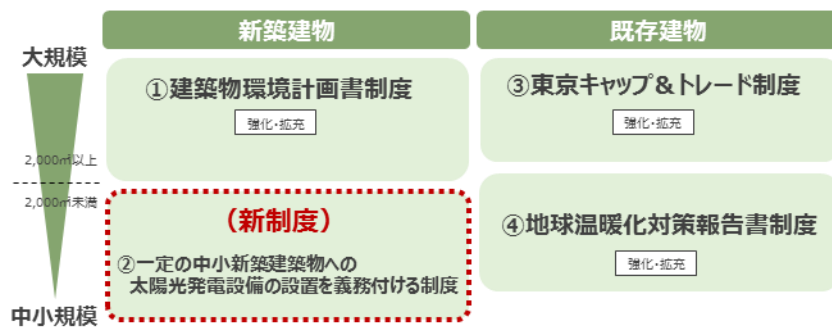 新築建物
既存建物
大規模
①建築物環境計画書制度
強化・拡充
③東京キャップ＆トレード制度
強化・拡充
2,000㎡以上
2,000㎡未満
（新制度）
②一定の中小新築建築物への
太陽光発電設備の設置を義務付ける制度
④地球温暖化対策報告書制度
強化・拡充
中小規模